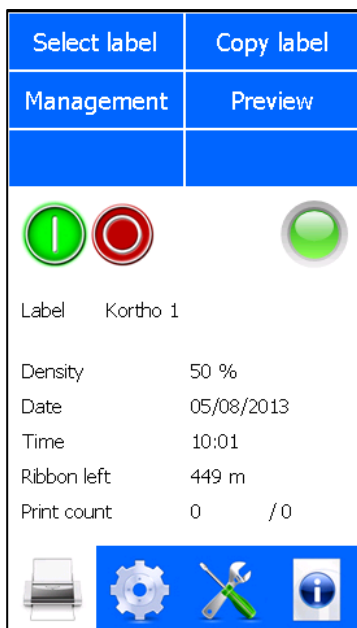 Select label Copy label
Management Preview
Label Kortho 1
Density 50 %
Date 05/08/2013
Time 10:01
Ribbon left 449 m
Print count 0 / 0